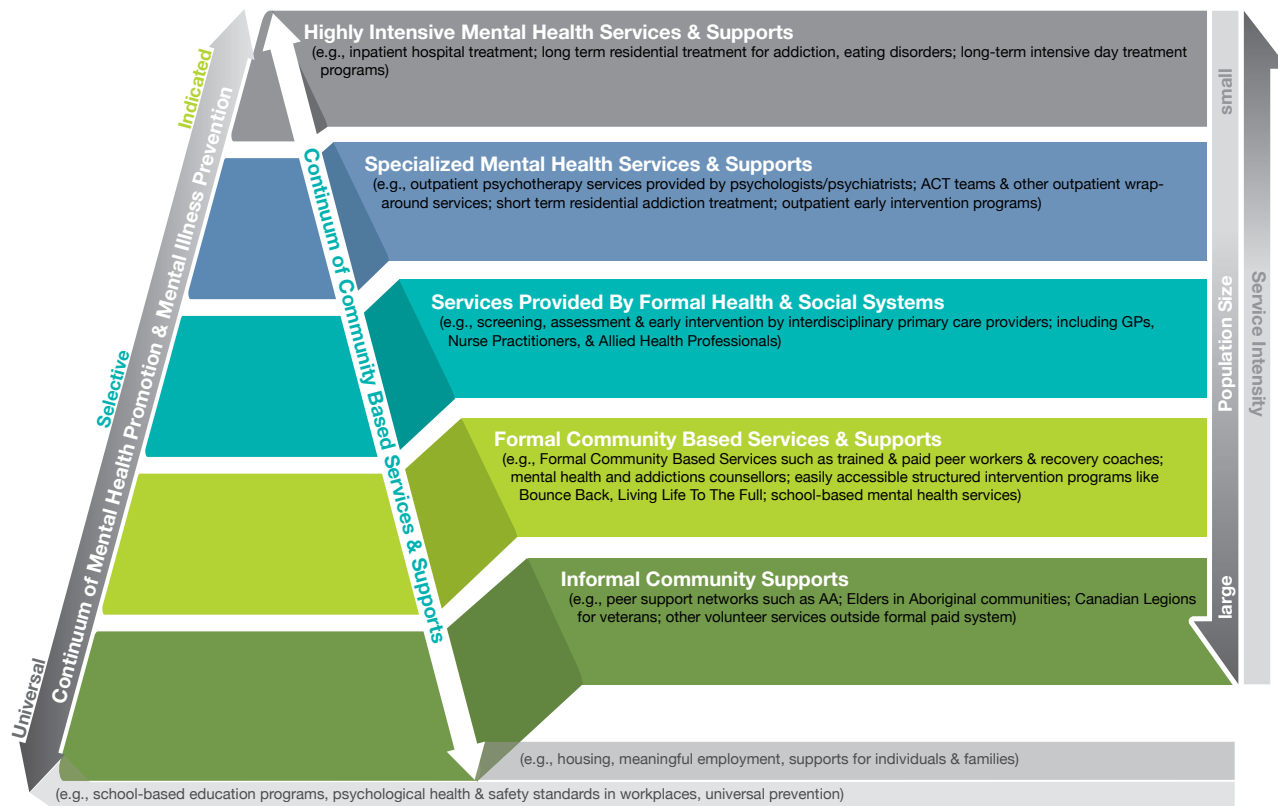 Highly Intensive Mental Health Services & Supports
(e.g., inpatient hospital treatment; long term residential treatment for addiction, eating disorders; long-term intensive day treatment
programs)
Specialized Mental Health Services & Supports
(e.g., outpatient psychotherapy services provided by psychologists/psychiatrists; ACT teams & other outpatient wrap-
around services; short term residential addiction treatment; outpatient early intervention programs)
Services Provided By Formal Health & Social Systems
(e.g., screening, assessment & early intervention by interdisciplinary primary care providers; including GPs,
Nurse Practitioners, & Allied Health Professionals)
Formal Community Based Services & Supports
(e.g., Formal Community Based Services such as trained & paid peer workers & recovery coaches;
mental health and addictions counsellors; easily accessible structured intervention programs like
Bounce Back, Living Life To The Full; school-based mental health services)
Informal Community Supports
(e.g., peer support networks such as AA; Elders in Aboriginal communities; Canadian Legions
for veterans; other volunteer services outside formal paid system)
(e.g., housing, meaningful employment, supports for individuals & families)
(e.g., school-based education programs, psychological health & safety standards in workplaces, universal prevention)
Indicated
Selective
Universal
Continuum of Mental Health Promotion & Mental Illness Prevention
Continuum of Community Based Services & Supports
small
Population Size
large
Service Intensity